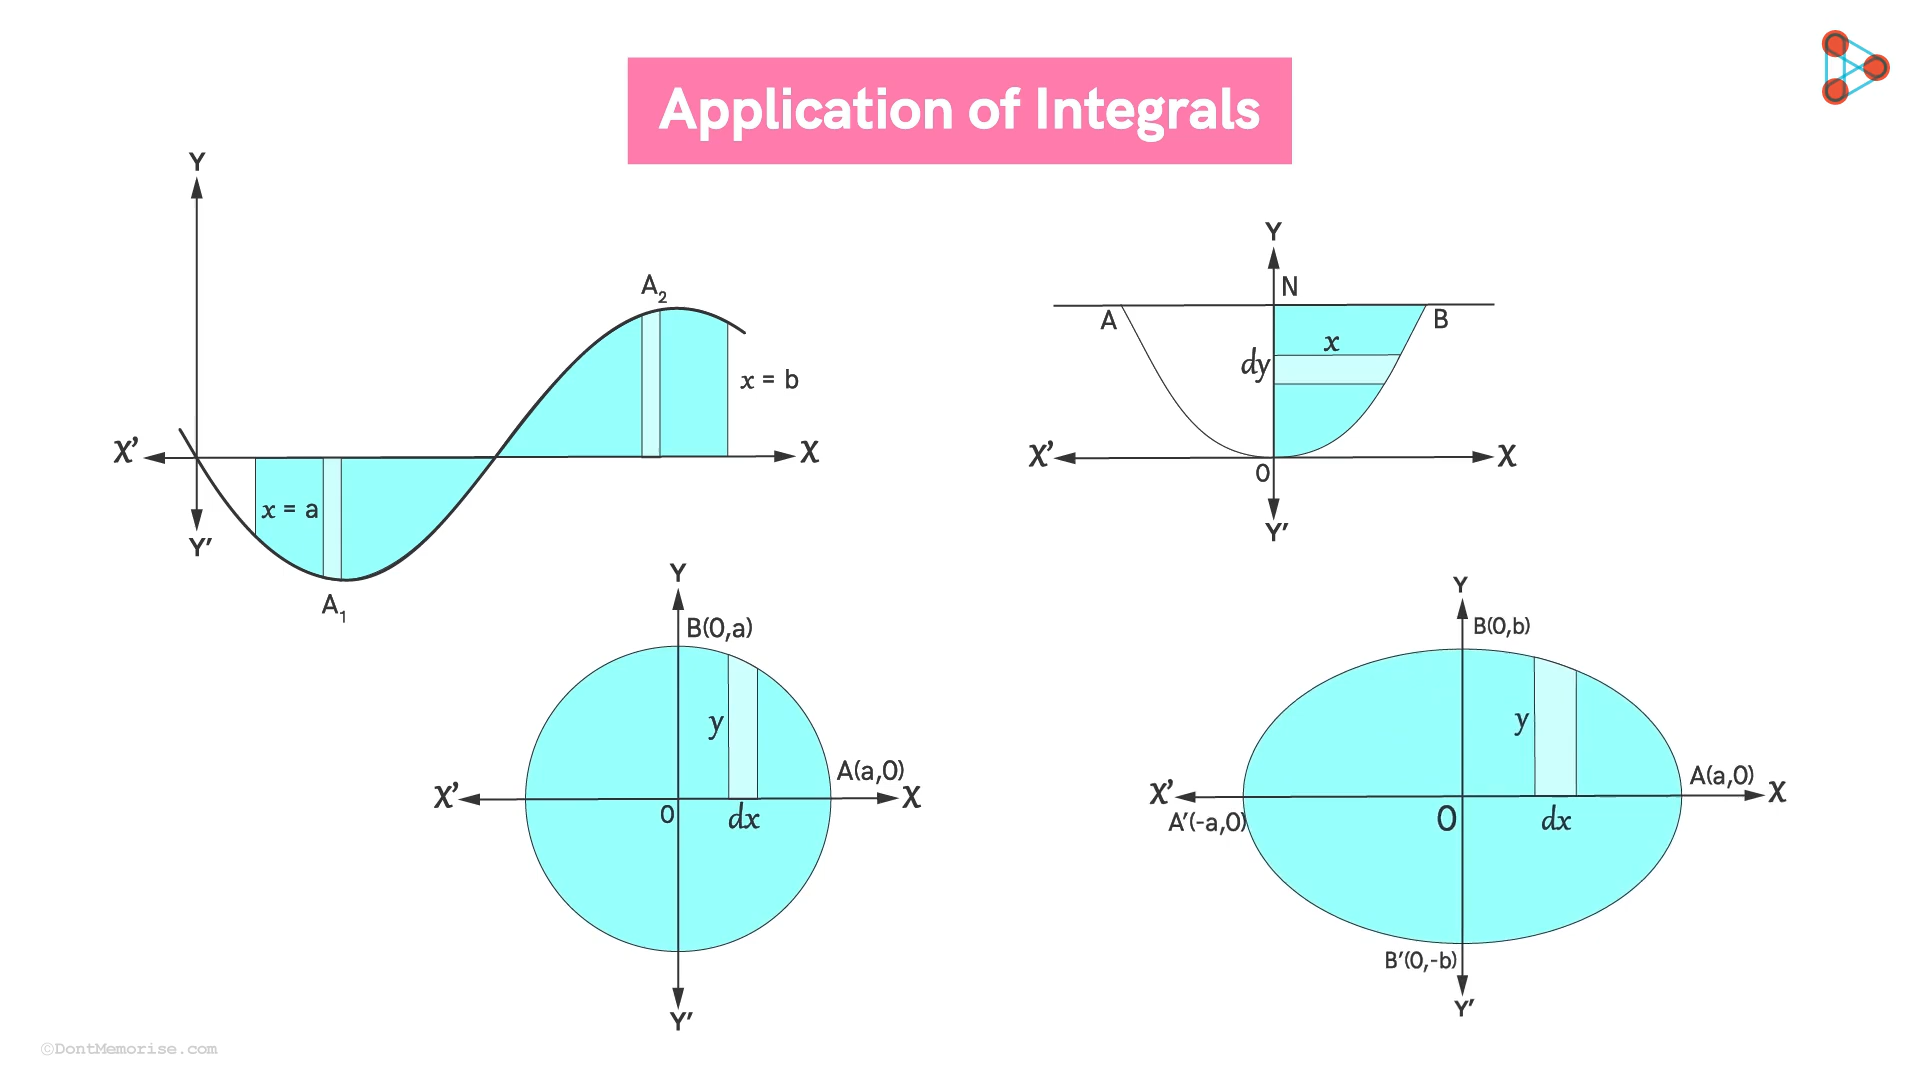 Application of Integrals
Y
A₂
x = b
X'
X
x = a
Y'
A₁
Y
N
A
B
x
dy
X'
X
O
Y'
Y
B(0,a)
y
A(a,0)
X'
X
O
dx
Y'
Y
B(0,b)
y
A(a,0)
X'
X
A'(-a,0)
O
dx
B'(0,-b)
Y'
©DontMemorise.com